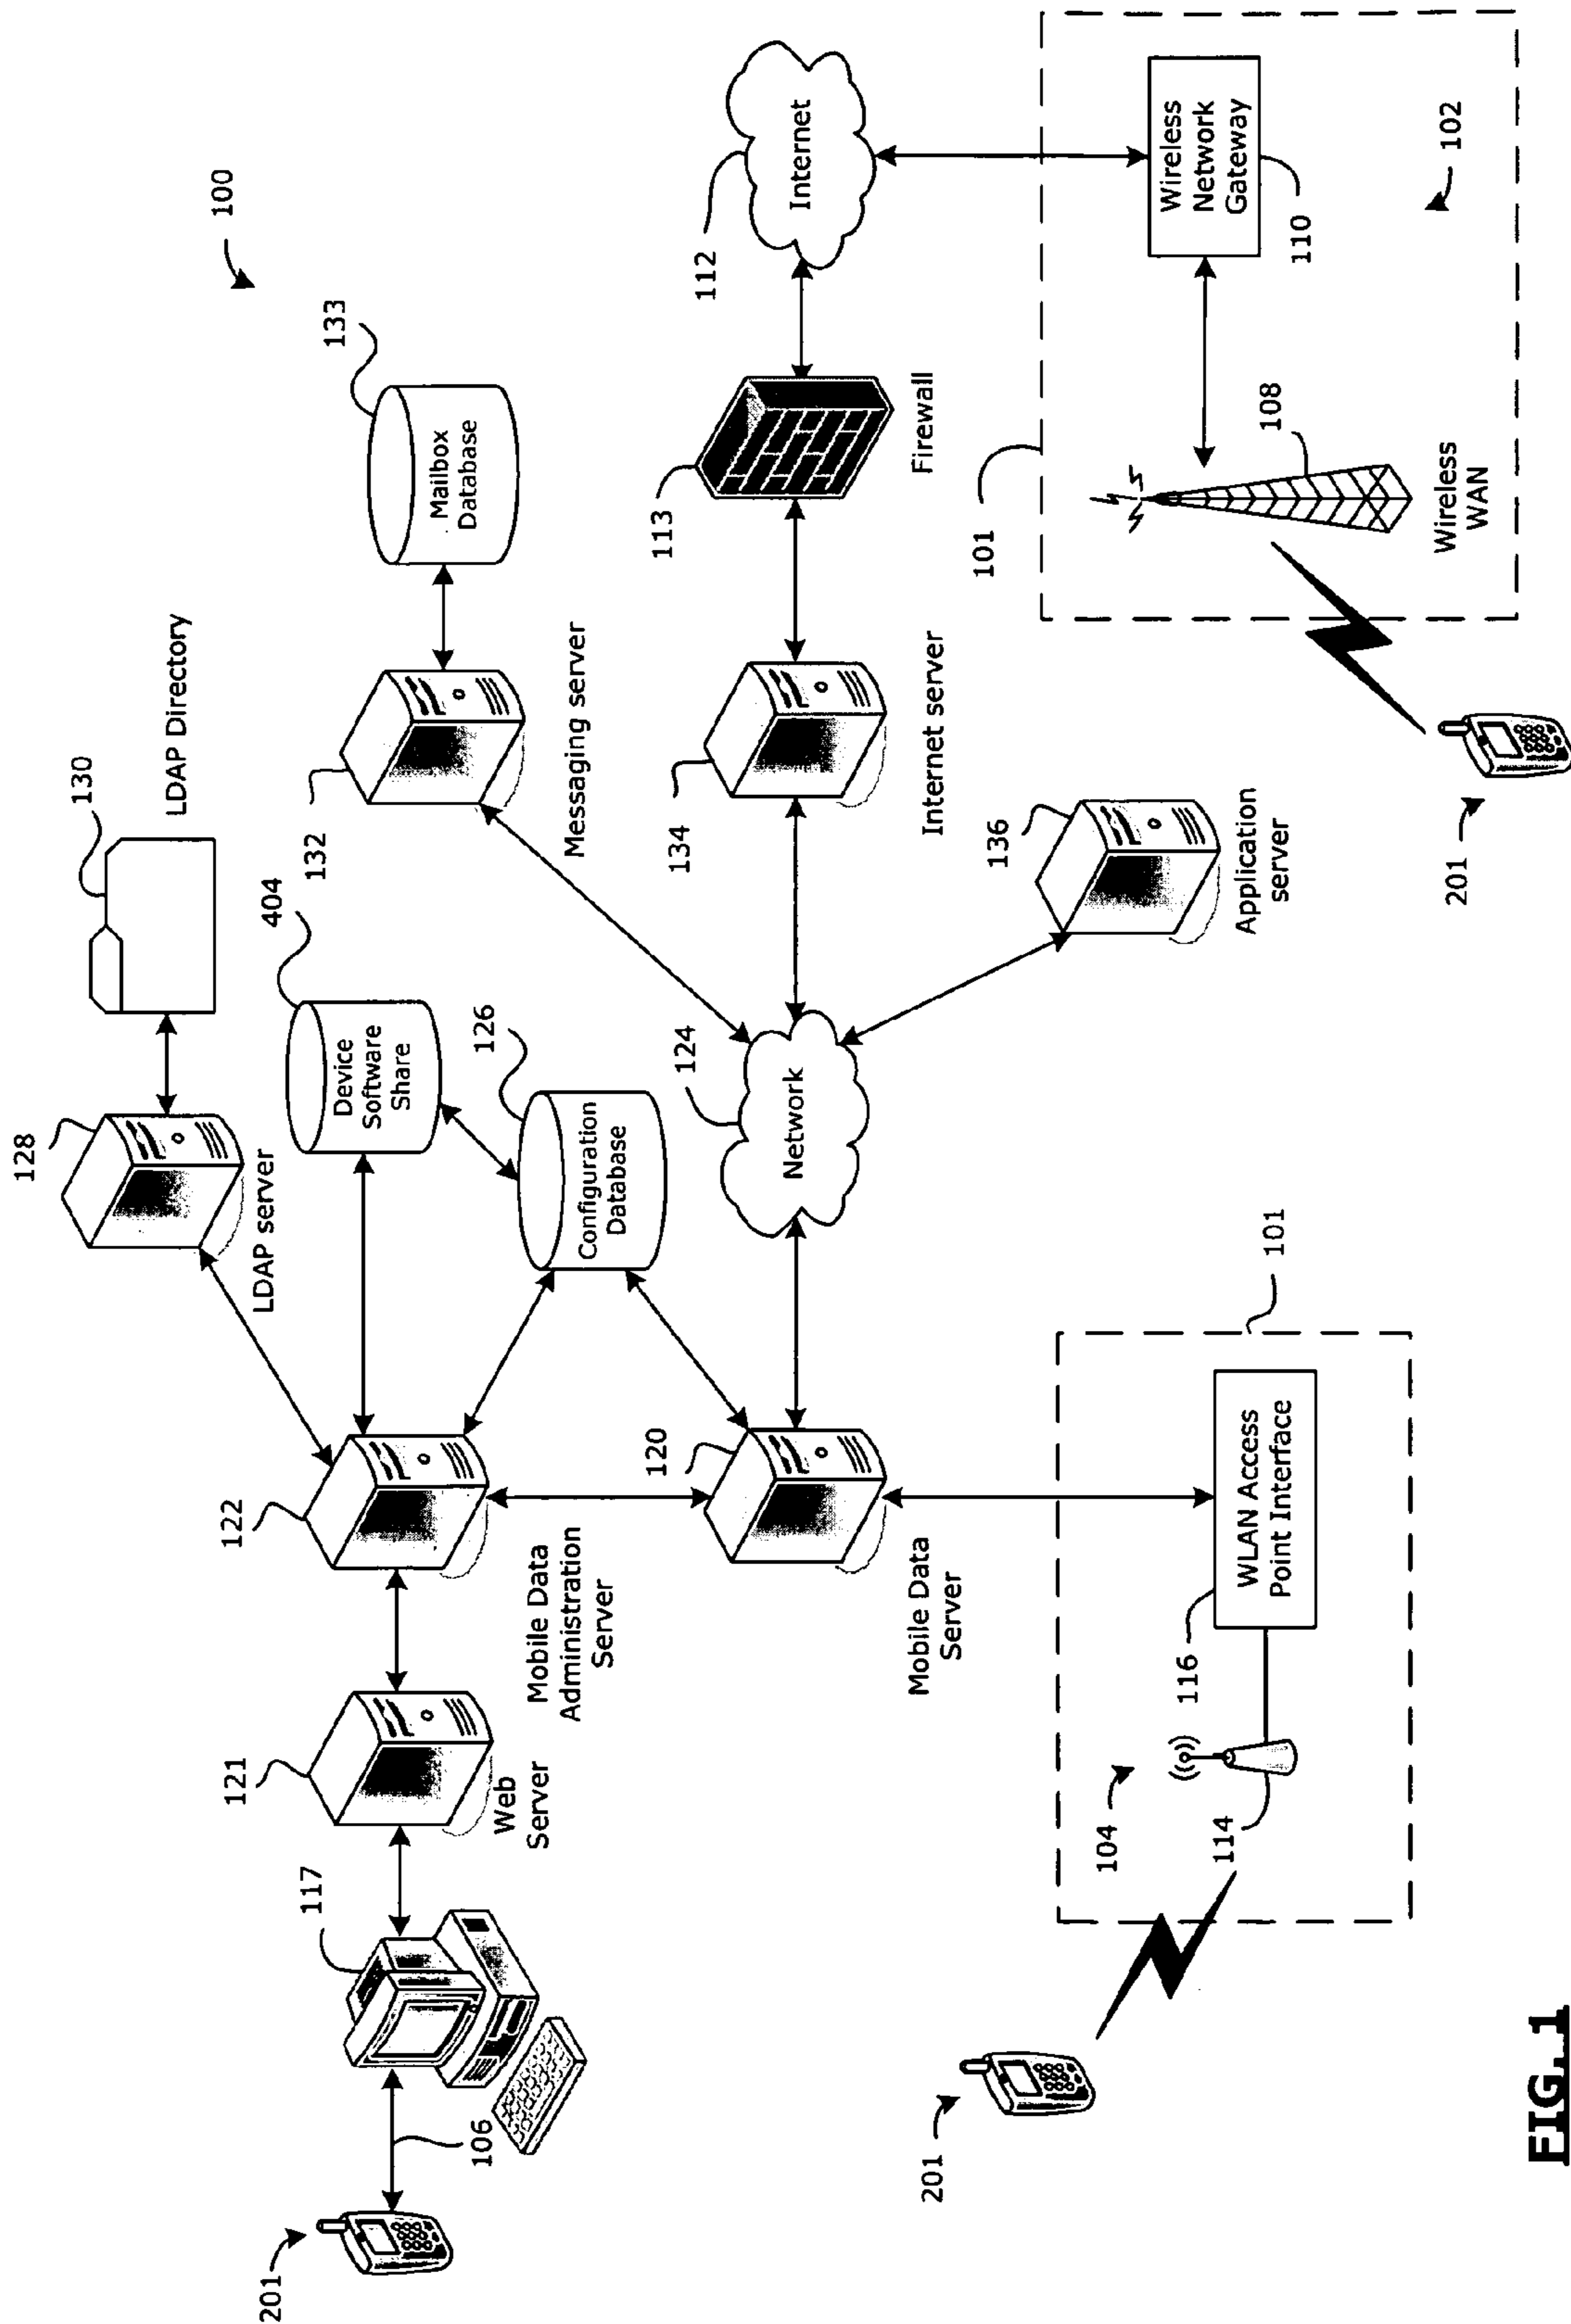 100
201
106
117
121
Web
Server
122
Mobile Data
Administration
Server
128
LDAP server
130
LDAP Directory
404
Device
Software
Share
126
Configuration
Database
132
Messaging server
133
Mailbox
Database
120
Mobile Data
Server
124
Network
134
Internet server
113
Firewall
112
Internet
136
Application
server
201
104
114
116
WLAN Access
Point Interface
101
201
101
108
Wireless
WAN
Wireless
Network
Gateway
110
102
FIG. 1